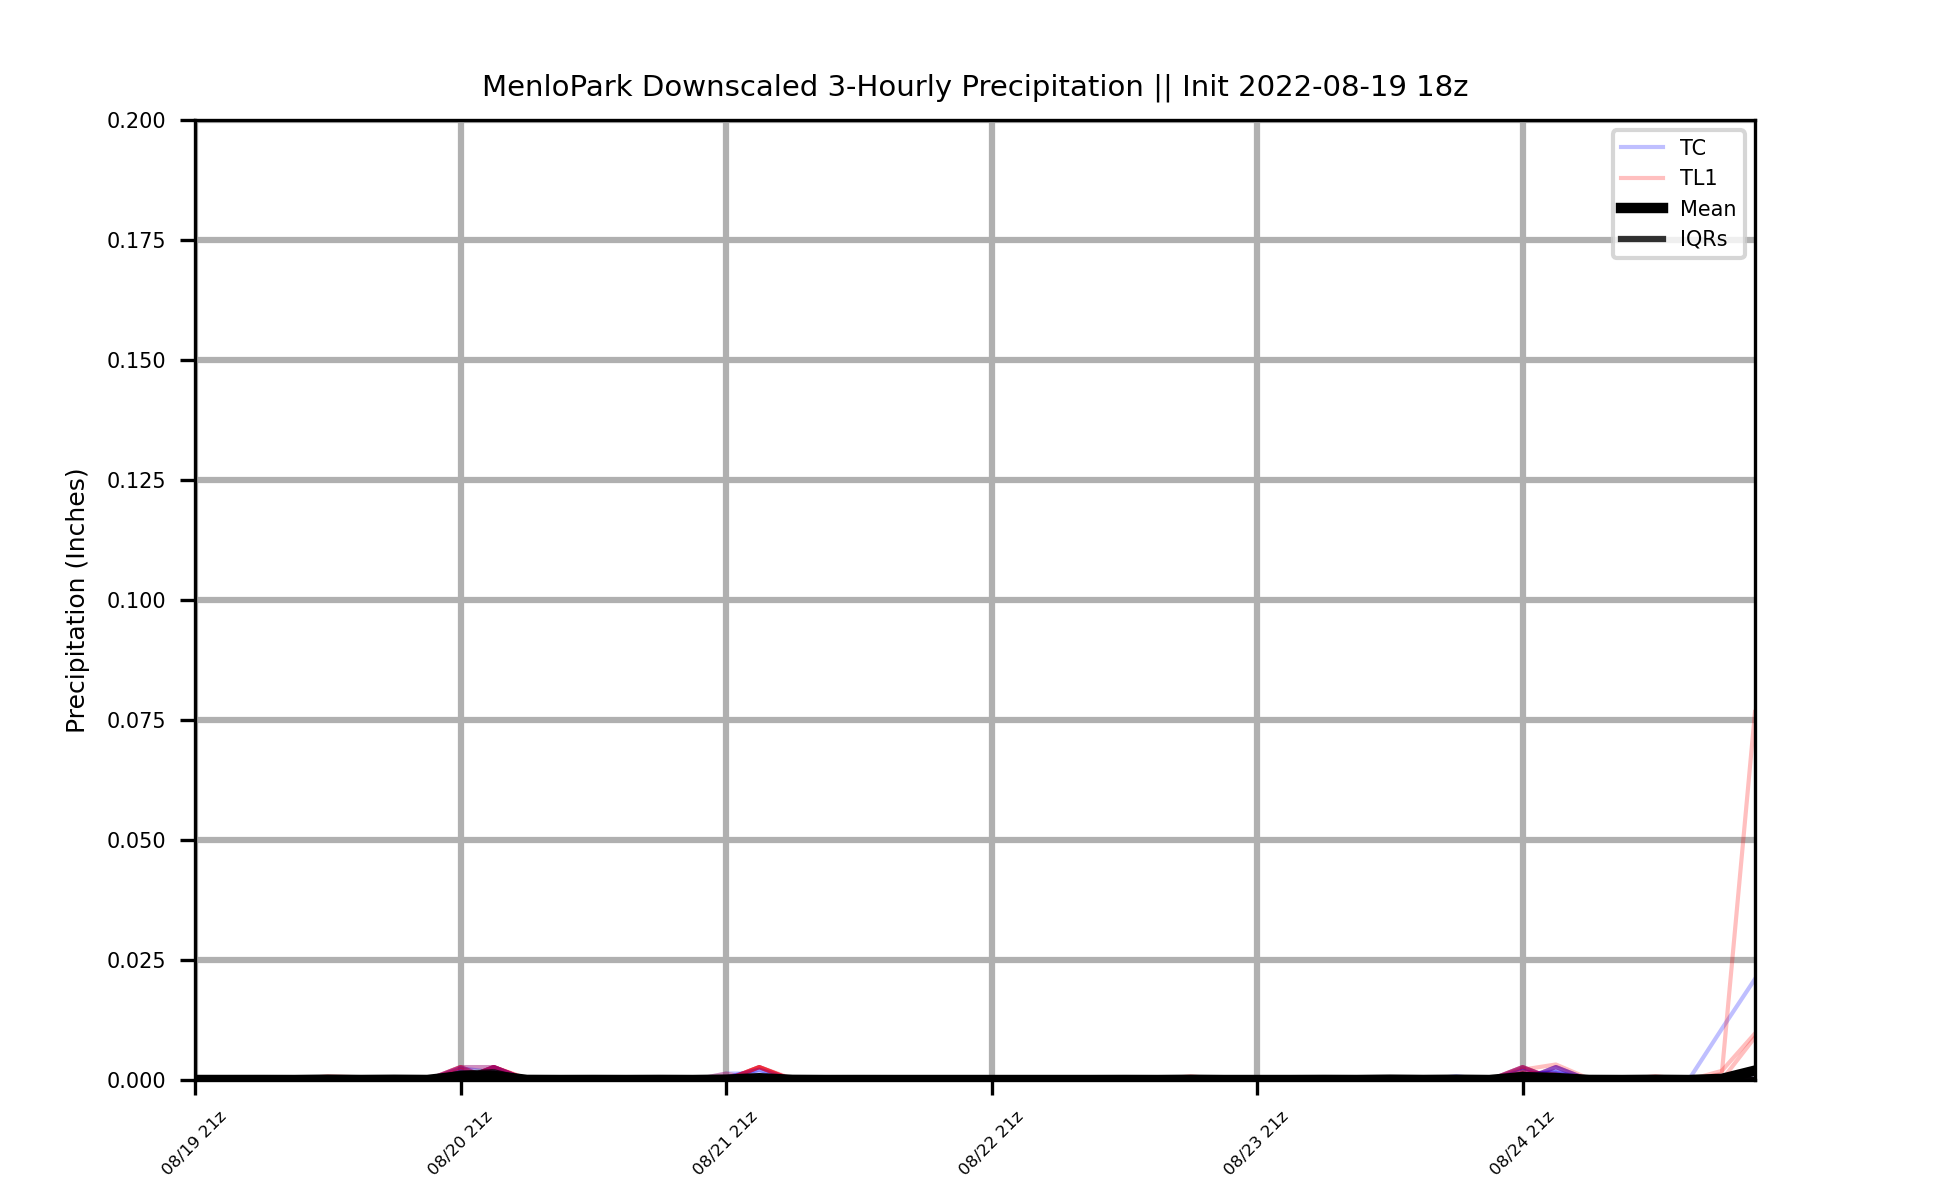 MenloPark Downscaled 3-Hourly Precipitation || Init 2022-08-19 18z
TC
TL1
Mean
IQRs
Precipitation (Inches)
0.200
0.175
0.150
0.125
0.100
0.075
0.050
0.025
0.000
08/19 21z
08/20 21z
08/21 21z
08/22 21z
08/23 21z
08/24 21z